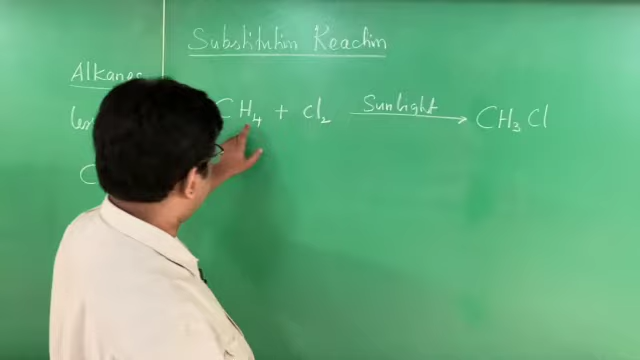 Substitution Reaction
Alkanes
CH4 + Cl2 Sunlight → CH3Cl
C